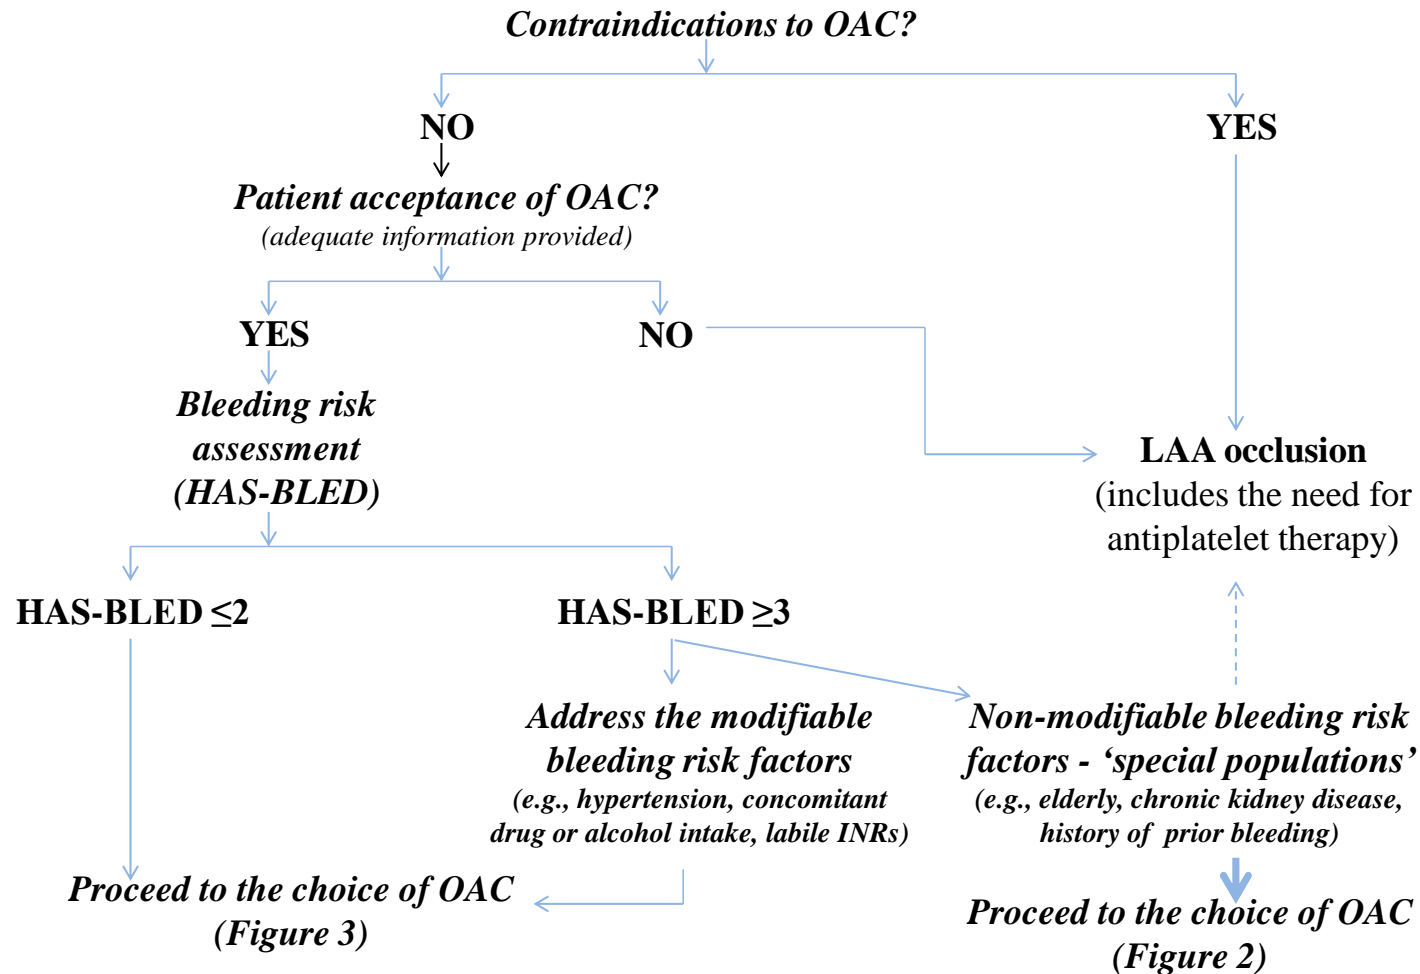 Contraindications to OAC?
NO
YES
Patient acceptance of OAC?
(adequate information provided)
YES
NO
Bleeding risk
assessment
(HAS-BLED)
LAA occlusion
(includes the need for
antiplatelet therapy)
HAS-BLED ≤2
HAS-BLED ≥3
Address the modifiable
bleeding risk factors
(e.g., hypertension, concomitant
drug or alcohol intake, labile INRs)
Non-modifiable bleeding risk
factors - ‘special populations’
(e.g., elderly, chronic kidney disease,
history of prior bleeding)
Proceed to the choice of OAC
(Figure 3)
Proceed to the choice of OAC
(Figure 2)